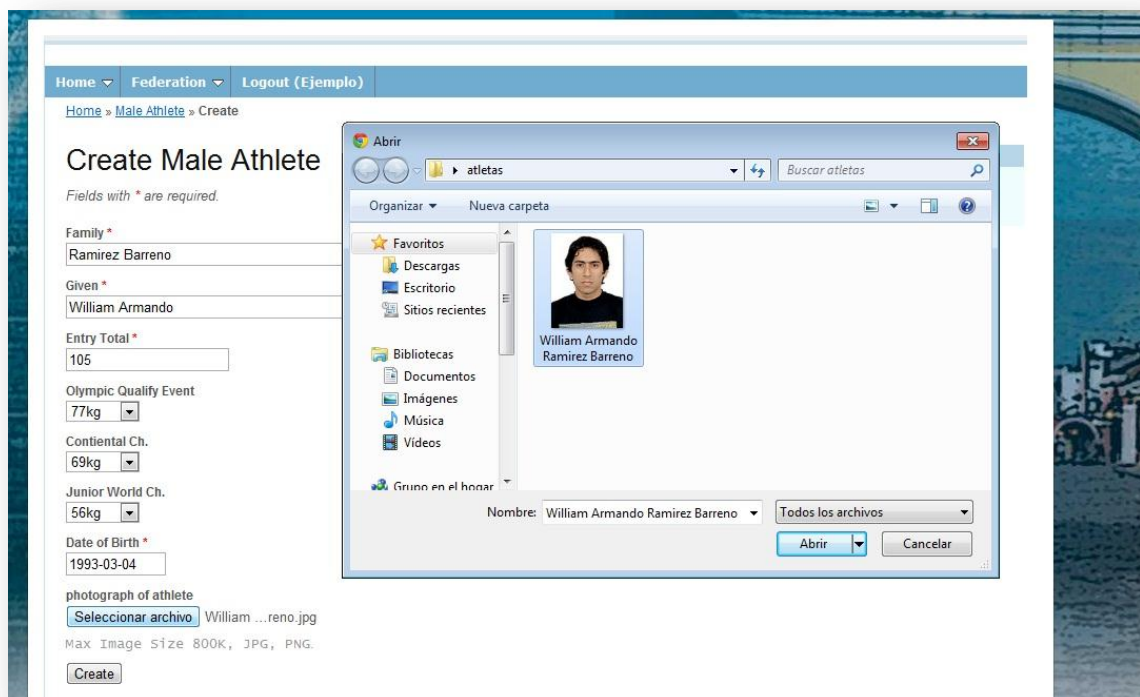 Home Federation Logout (Ejemplo)
Home » Male Athlete » Create
Create Male Athlete
Fields with * are required.
Family *
Ramirez Barreno
Given *
William Armando
Entry Total *
105
Olympic Qualify Event
77kg
Contiental Ch.
69kg
Junior World Ch.
56kg
Date of Birth *
1993-03-04
photograph of athlete
Seleccionar archivo William ...reno.jpg
Max Image Size 800K, JPG, PNG.
Create
Abrir
atletas
Buscar atletas
Organizar Nueva carpeta
Favoritos
Descargas
Escritorio
Sitios recientes
Bibliotecas
Documentos
Imágenes
Música
Vídeos
Grupo en el hogar
William Armando
Ramirez Barreno
Nombre: William Armando Ramirez Barreno Todos los archivos
Abrir Cancelar